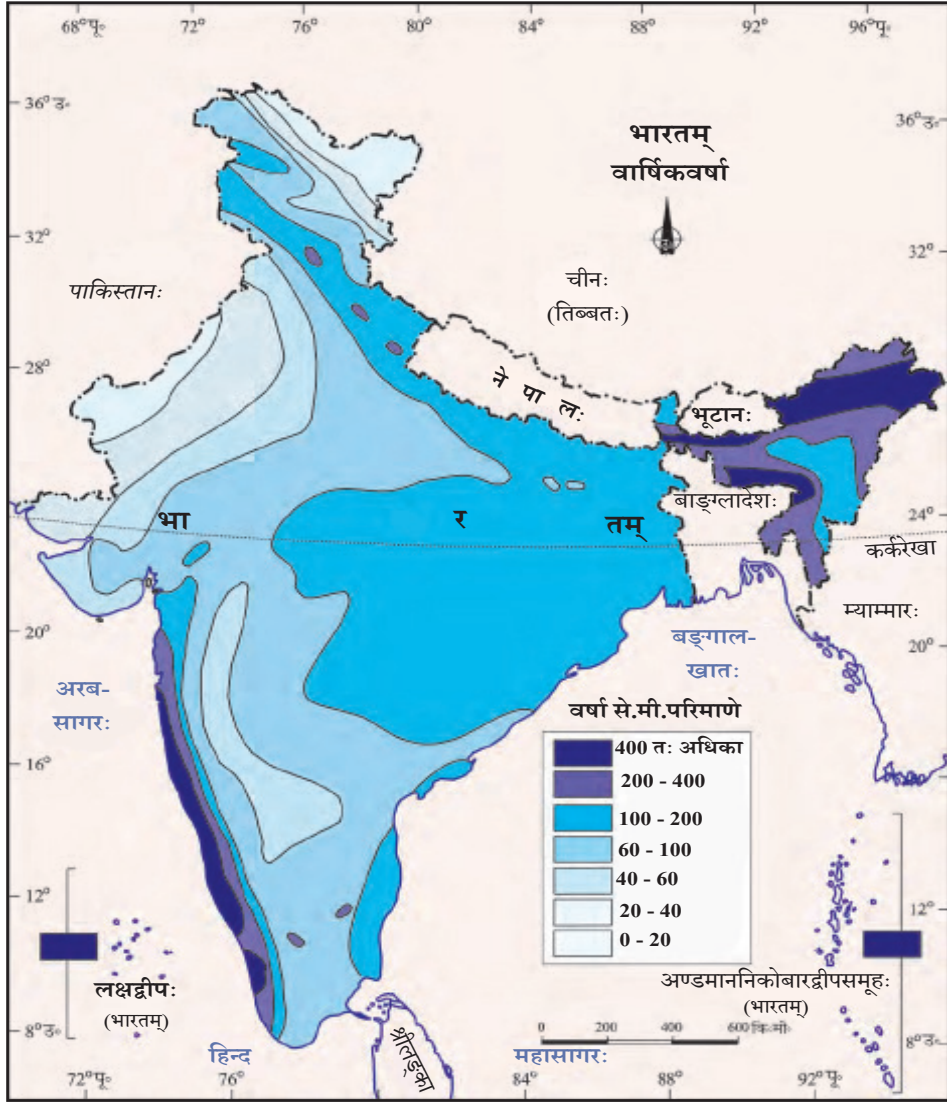 68°पू॰ 72° 76° 80° 84° 88° 92° 96°पू॰
36°उ॰
36°उ॰
भारतम्
वार्षिकवर्षा
32°
32°
पाकिस्तानः
चीनः
(तिब्बतः)
28°
28°
नेपालः
भूटानः
भारतम्
बाङ्ग्लादेशः
24°
24°
कर्करेखा
म्याम्मारः
20°
20°
बङ्गाल-
खातः
अरब-
सागरः
वर्षा से.मी.परिमाणे
400 तः अधिका
200 - 400
100 - 200
60 - 100
40 - 60
20 - 40
0 - 20
16°
16°
12°
12°
लक्षद्वीपः
(भारतम्)
अण्डमाननिकोबारद्वीपसमूहः
(भारतम्)
0 200 400 600 कि॰मी॰
8°उ॰
8°उ॰
हिन्द
महासागरः
श्रीलङ्का
72°पू॰ 76° 84° 88° 92°पू॰